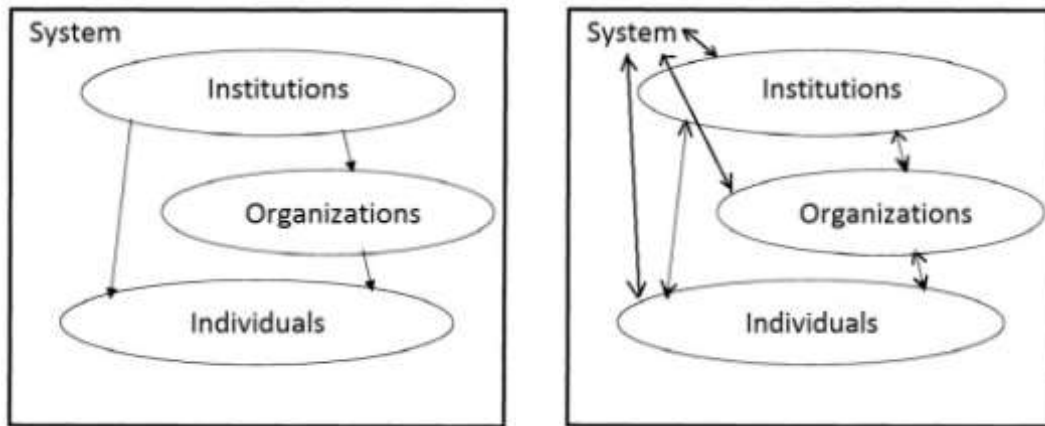 System
Institutions
Organizations
Individuals
System
Institutions
Organizations
Individuals